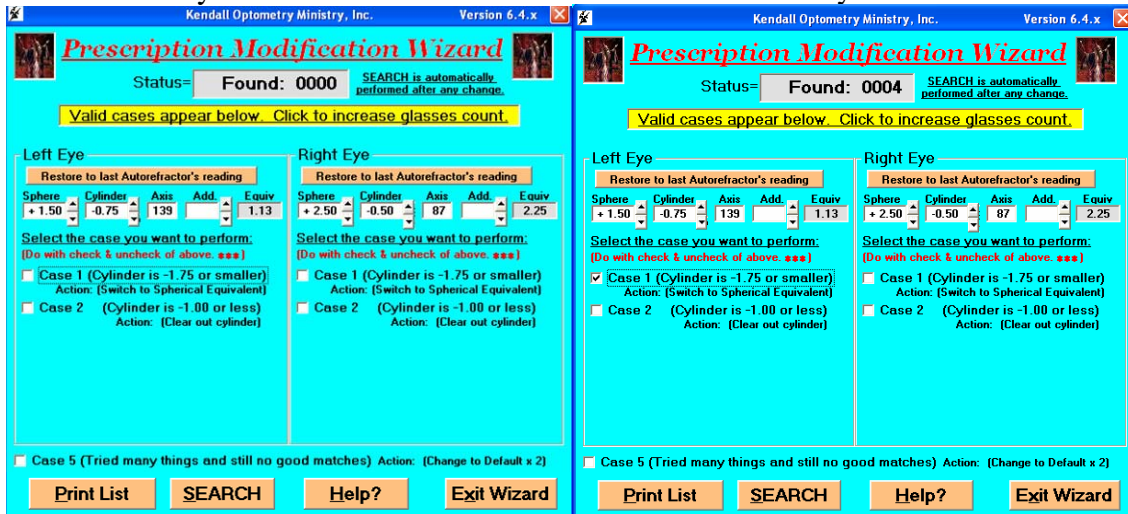 Kendall Optometry Ministry, Inc. Version 6.4.x
Prescription Modification Wizard
Status= Found: 0000 SEARCH is automatically
performed after any change.
Valid cases appear below. Click to increase glasses count.
Left Eye
Restore to last Autorefractor's reading
Sphere Cylinder Axis Add. Equiv
+ 1.50 -0.75 139 1.13
Select the case you want to perform:
(Do with check & uncheck of above. ***)
Case 1 (Cylinder is -1.75 or smaller)
Action: (Switch to Spherical Equivalent)
Case 2 (Cylinder is -1.00 or less)
Action: (Clear out cylinder)
Right Eye
Restore to last Autorefractor's reading
Sphere Cylinder Axis Add. Equiv
+ 2.50 -0.50 87 2.25
Select the case you want to perform:
(Do with check & uncheck of above. ***)
Case 1 (Cylinder is -1.75 or smaller)
Action: (Switch to Spherical Equivalent)
Case 2 (Cylinder is -1.00 or less)
Action: (Clear out cylinder)
Case 5 (Tried many things and still no good matches) Action: (Change to Default x 2)
Print List SEARCH Help? Exit Wizard
Kendall Optometry Ministry, Inc. Version 6.4.x
Prescription Modification Wizard
Status= Found: 0004 SEARCH is automatically
performed after any change.
Valid cases appear below. Click to increase glasses count.
Left Eye
Restore to last Autorefractor's reading
Sphere Cylinder Axis Add. Equiv
+ 1.50 -0.75 139 1.13
Select the case you want to perform:
(Do with check & uncheck of above. ***)
Case 1 (Cylinder is -1.75 or smaller)
Action: (Switch to Spherical Equivalent)
Case 2 (Cylinder is -1.00 or less)
Action: (Clear out cylinder)
Right Eye
Restore to last Autorefractor's reading
Sphere Cylinder Axis Add. Equiv
+ 2.50 -0.50 87 2.25
Select the case you want to perform:
(Do with check & uncheck of above. ***)
Case 1 (Cylinder is -1.75 or smaller)
Action: (Switch to Spherical Equivalent)
Case 2 (Cylinder is -1.00 or less)
Action: (Clear out cylinder)
Case 5 (Tried many things and still no good matches) Action: (Change to Default x 2)
Print List SEARCH Help? Exit Wizard